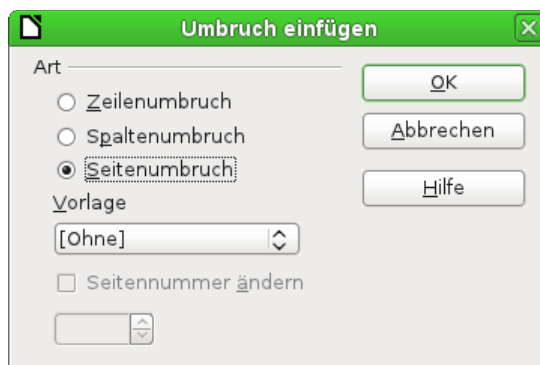 Umbruch einfügen
Art
Zeilenumbruch
Spaltenumbruch
Seitenumbruch
Vorlage
[Ohne]
Seitennummer ändern
OK
Abbrechen
Hilfe